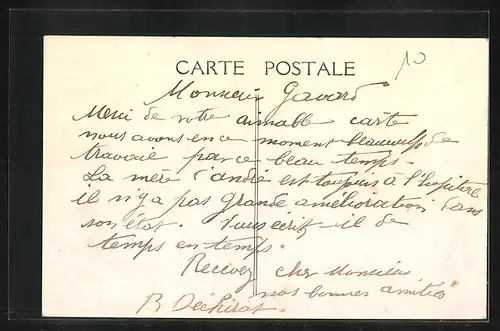 10
CARTE POSTALE
Monsieur Gavard
Merci de votre aimable carte
nous avons en ce moment beaucoup de
travail par ce beau temps.
La mère d'andré est toujours à l'hopital
il n'y a pas grande amélioration dans
son état. Vous écrit-il de
temps en temps.
Recevez cher Monsieur
nos bonnes amitiés